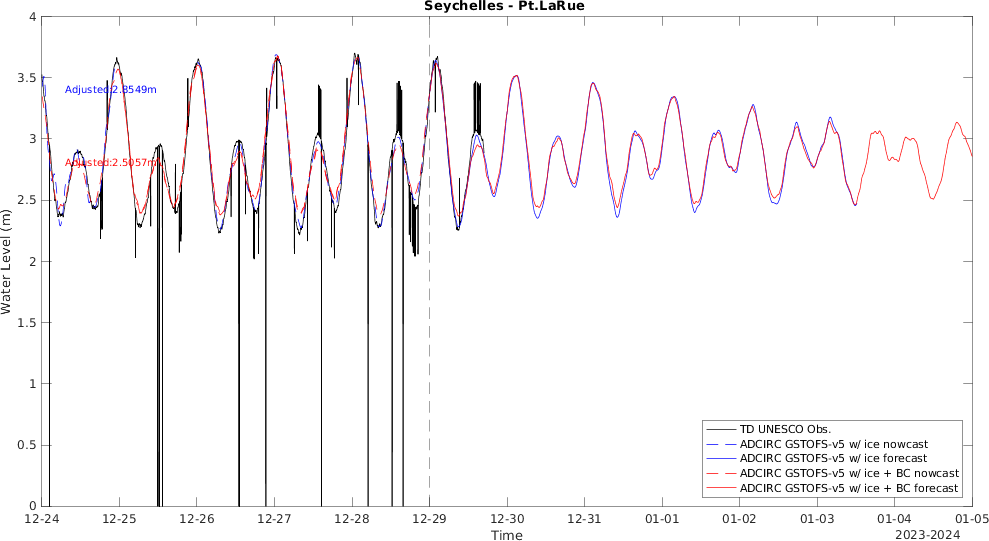 Seychelles - Pt.LaRue
4
3.5
3
2.5
2
1.5
1
0.5
0
Water Level (m)
Adjusted:2.8549m
Adjusted:2.5057m
TD UNESCO Obs.
ADCIRC GSTOFS-v5 w/ ice nowcast
ADCIRC GSTOFS-v5 w/ ice forecast
ADCIRC GSTOFS-v5 w/ ice + BC nowcast
ADCIRC GSTOFS-v5 w/ ice + BC forecast
12-24 12-25 12-26 12-27 12-28 12-29 12-30 12-31 01-01 01-02 01-03 01-04 01-05
Time
2023-2024